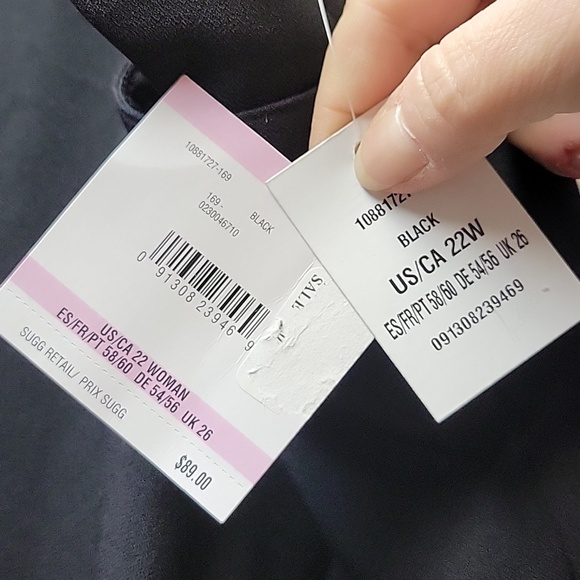 10881727-169
169 -
0230046710
BLACK
0 91308 23946 9
US/CA 22 WOMAN
ES/FR/PT 58/60 DE 54/56 UK 26
SUGG RETAIL/ PRIX SUGG
$89.00
1088172
BLACK
US/CA 22W
ES/FR/PT 58/60 DE 54/56 UK 26
091308239469